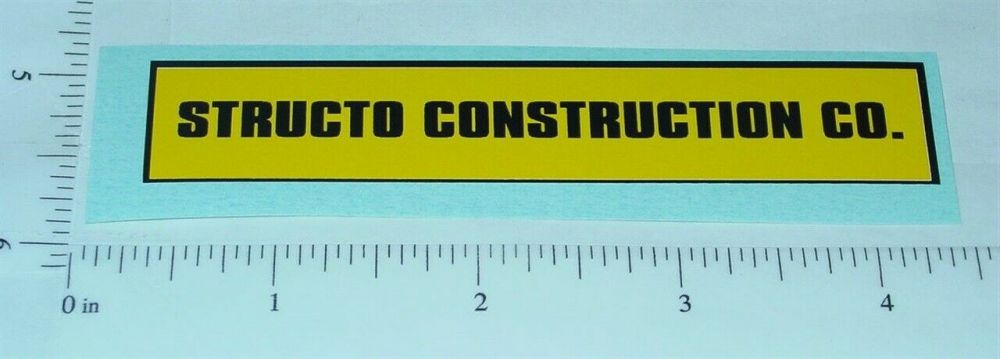 STRUCTO CONSTRUCTION CO.
5
6
0 in 1 2 3 4